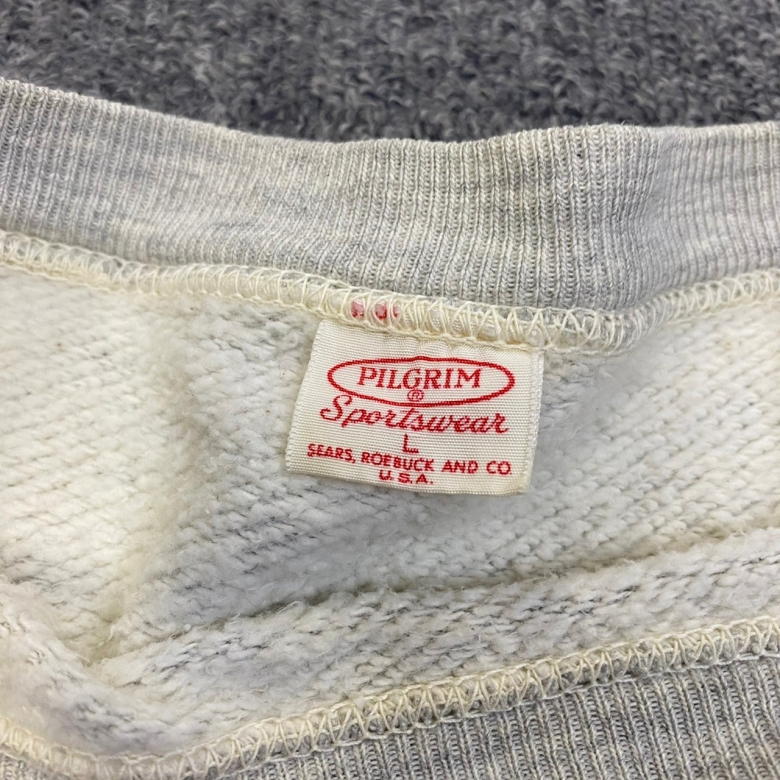 PILGRIM
®
Sportswear
L
SEARS, ROEBUCK AND CO
U.S.A.